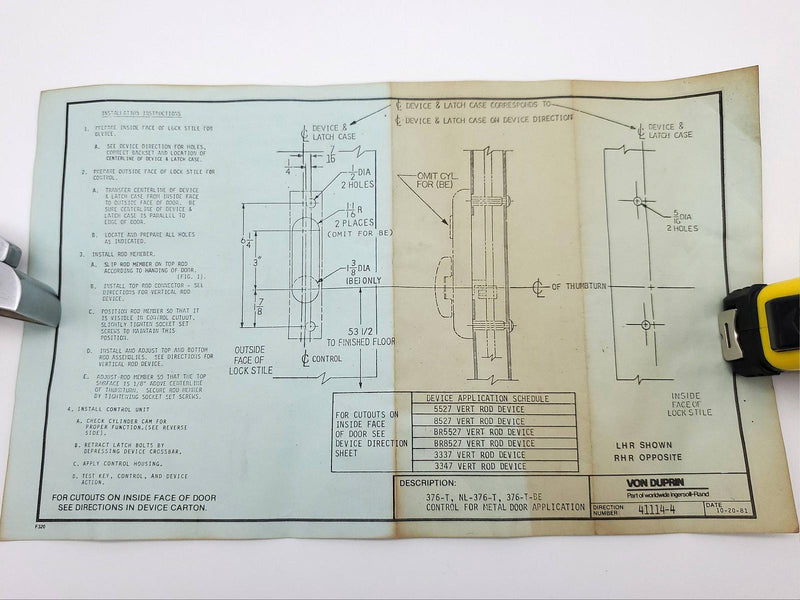 INSTALLATION INSTRUCTIONS
1. PREPARE INSIDE FACE OF LOCK STILE FOR
DEVICE.
A. SEE DEVICE DIRECTION FOR HOLES,
CORRECT BACKSET AND LOCATION OF
CENTERLINE OF DEVICE & LATCH CASE.
2. PREPARE OUTSIDE FACE OF LOCK STILE FOR
CONTROL.
A. TRANSFER CENTERLINE OF DEVICE
& LATCH CASE FROM INSIDE FACE
TO OUTSIDE FACE OF DOOR. BE
SURE CENTERLINE OF DEVICE &
LATCH CASE IS PARALLEL TO
EDGE OF DOOR.
B. LOCATE AND PREPARE ALL HOLES
AS INDICATED.
3. INSTALL ROD MEMEBER.
A. SLIP ROD MEMBER ON TOP ROD
ACCORDING TO HANDING OF DOOR.
(FIG. 1).
B. INSTALL TOP ROD CONNECTOR - SEE
DIRECTIONS FOR VERTICAL ROD
DEVICE.
C. POSITION ROD MEMBER SO THAT IT
IS VISIBLE IN CONTROL CUTOUT.
SLIGHTLY TIGHTEN SOCKET SET
SCREWS TO MAINTAIN THIS
POSITION.
D. INSTALL AND ADJUST TOP AND BOTTOM
ROD ASSEMBLIES. SEE DIRECTIONS FOR
VERTICAL ROD DEVICE.
E. ADJUST ROD MEMBER SO THAT THE TOP
SURFACE IS 1/8" ABOVE CENTERLINE
OF THUMBTURN. SECURE ROD MEMBER
BY TIGHTENING SOCKET SET SCREWS.
4. INSTALL CONTROL UNIT
A. CHECK CYLINDER CAM FOR
PROPER FUNCTION.(SEE REVERSE
SIDE).
B. RETRACT LATCH BOLTS BY
DEPRESSING DEVICE CROSSBAR.
C. APPLY CONTROL HOUSING.
D. TEST KEY, CONTROL, AND DEVICE
ACTION.
FOR CUTOUTS ON INSIDE FACE OF DOOR
SEE DIRECTIONS IN DEVICE CARTON.
F320
℄ DEVICE &
LATCH CASE
7/16
1/4
1/2 DIA
2 HOLES
1 1/16 R
2 PLACES
(OMIT FOR BE)
6 1/4
3"
1 3/8 DIA
(BE) ONLY
7/8
53 1/2
TO FINISHED FLOOR
OUTSIDE
FACE OF
LOCK STILE
℄ CONTROL
℄ DEVICE & LATCH CASE CORRESPONDS TO
℄ DEVICE & LATCH CASE ON DEVICE DIRECTION
OMIT CYL.
FOR (BE)
℄ OF THUMBTURN
℄ DEVICE &
LATCH CASE
5/16 DIA
2 HOLES
INSIDE
FACE OF
LOCK STILE
LHR SHOWN
RHR OPPOSITE
FOR CUTOUTS ON
INSIDE FACE
OF DOOR SEE
DEVICE DIRECTION
SHEET
DEVICE APPLICATION SCHEDULE
5527 VERT ROD DEVICE
8527 VERT ROD DEVICE
BR5527 VERT ROD DEVICE
BR8527 VERT ROD DEVICE
3337 VERT ROD DEVICE
3347 VERT ROD DEVICE
DESCRIPTION:
376-T, NL-376-T, 376-T-BE
CONTROL FOR METAL DOOR APPLICATION
VON DUPRIN
Part of worldwide Ingersoll-Rand
DIRECTION
NUMBER: 41114-4
DATE
10-20-81